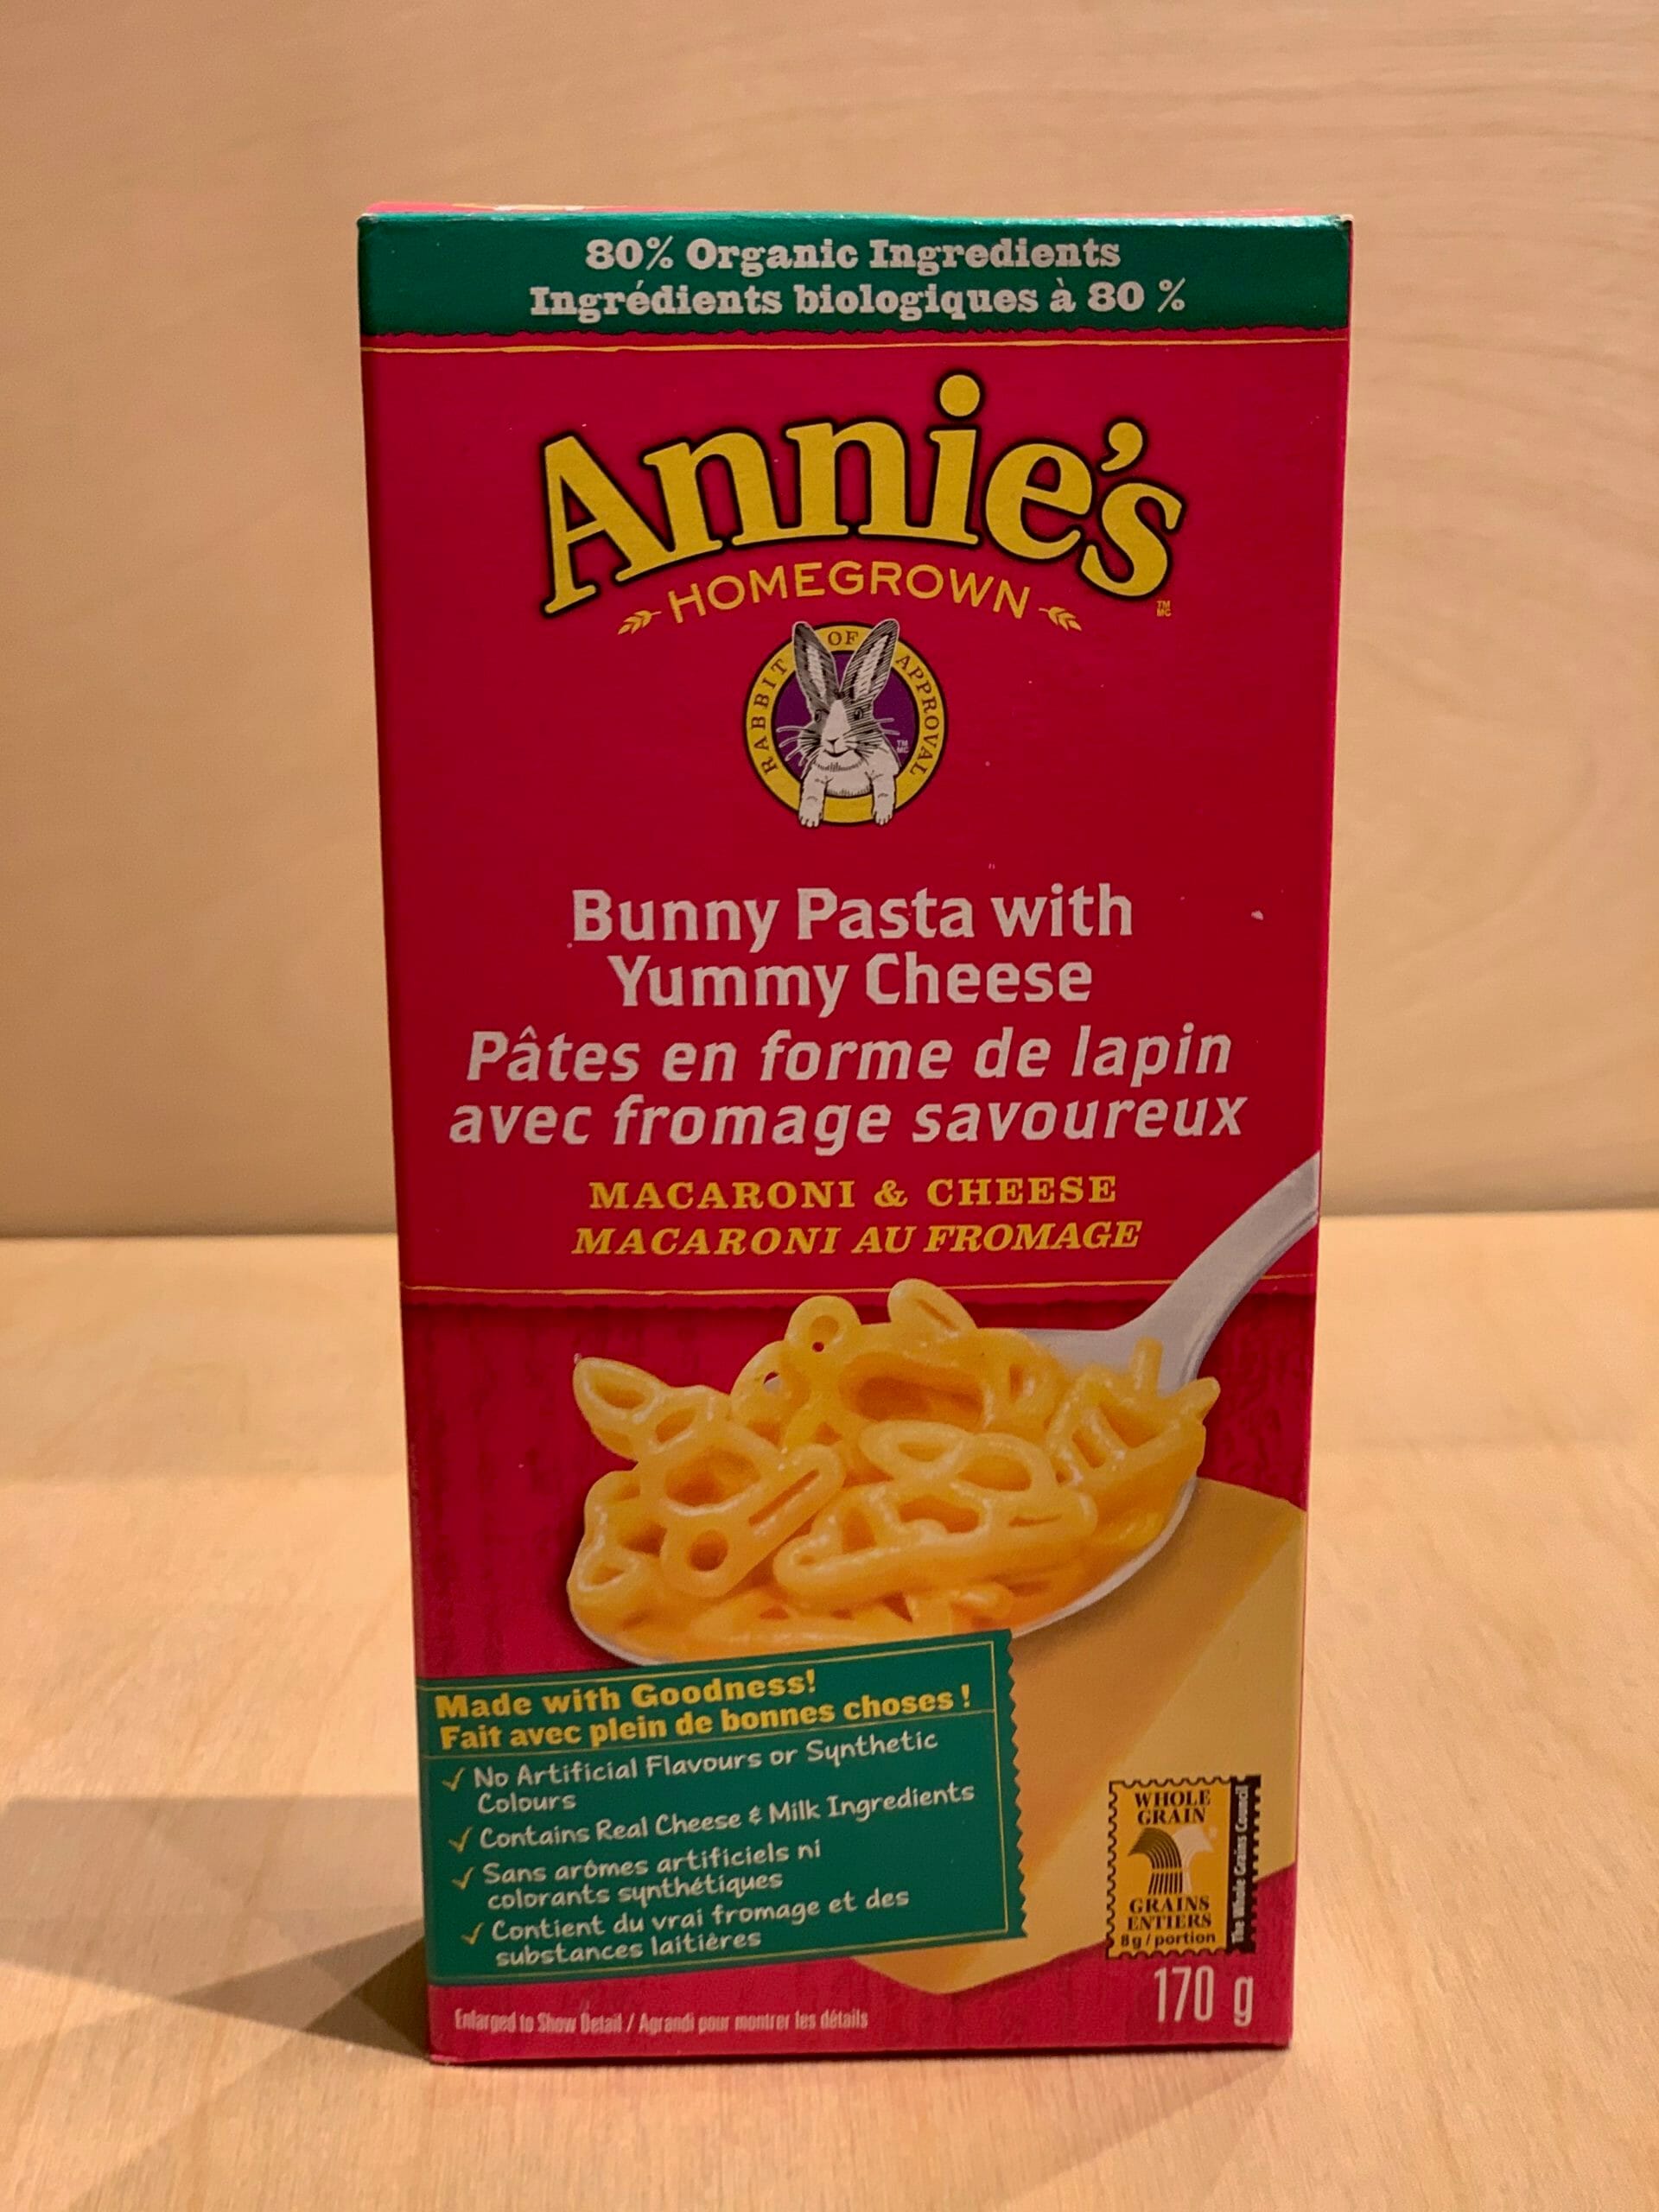 80% Organic Ingredients
Ingrédients biologiques à 80 %
Annie's
TM
MC
HOMEGROWN
RABBIT OF APPROVAL
TM
MC
Bunny Pasta with
Yummy Cheese
Pâtes en forme de lapin
avec fromage savoureux
MACARONI & CHEESE
MACARONI AU FROMAGE
Made with Goodness!
Fait avec plein de bonnes choses !
✓ No Artificial Flavours or Synthetic
Colours
✓ Contains Real Cheese & Milk Ingredients
✓ Sans arômes artificiels ni
colorants synthétiques
✓ Contient du vrai fromage et des
substances laitières
WHOLE
GRAIN
GRAINS
ENTIERS
8g/portion
The Whole Grains Council
170 g
Enlarged to Show Detail / Agrandi pour montrer les détails